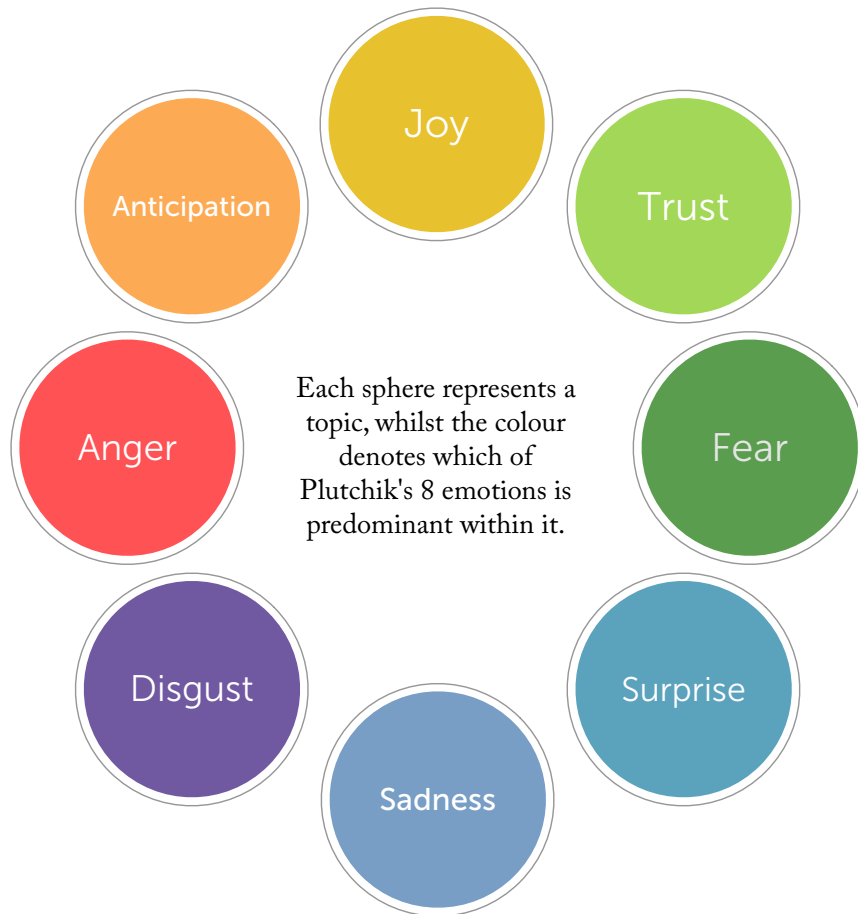 Joy
Anticipation
Trust
Anger
Each sphere represents a
topic, whilst the colour
denotes which of
Plutchik's 8 emotions is
predominant within it.
Fear
Disgust
Surprise
Sadness